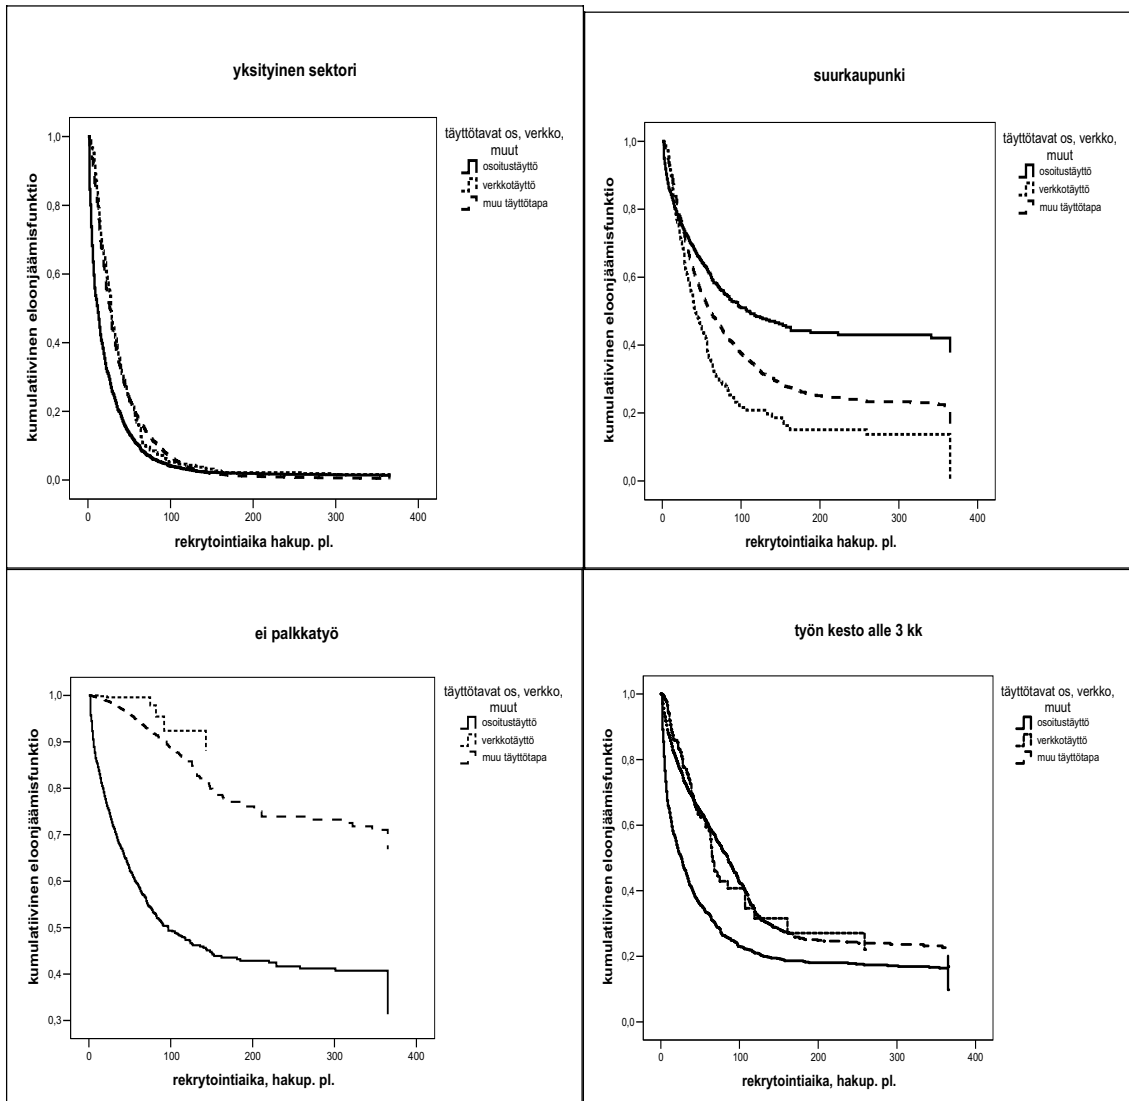 yksityinen sektori
täyttötavat os, verkko,
muut
osoitustäyttö
verkkotäyttö
muu täyttötapa
kumulatiivinen eloonjäämisfunktio
1,0
0,8
0,6
0,4
0,2
0,0
0 100 200 300 400
rekrytointiaika hakup. pl.
suurkaupunki
täyttötavat os, verkko,
muut
osoitustäyttö
verkkotäyttö
muu täyttötapa
kumulatiivinen eloonjäämisfunktio
1,0
0,8
0,6
0,4
0,2
0,0
0 100 200 300 400
rekrytointiaika hakup. pl.
ei palkkatyö
täyttötavat os, verkko,
muut
osoitustäyttö
verkkotäyttö
muu täyttötapa
kumulatiivinen eloonjäämisfunktio
1,0
0,9
0,8
0,7
0,6
0,5
0,4
0,3
0 100 200 300 400
rekrytointiaika, hakup. pl.
työn kesto alle 3 kk
täyttötavat os, verkko,
muut
osoitustäyttö
verkkotäyttö
muu täyttötapa
kumulatiivinen eloonjäämisfunktio
1,0
0,8
0,6
0,4
0,2
0,0
0 100 200 300 400
rekrytointiaika, hakup. pl.